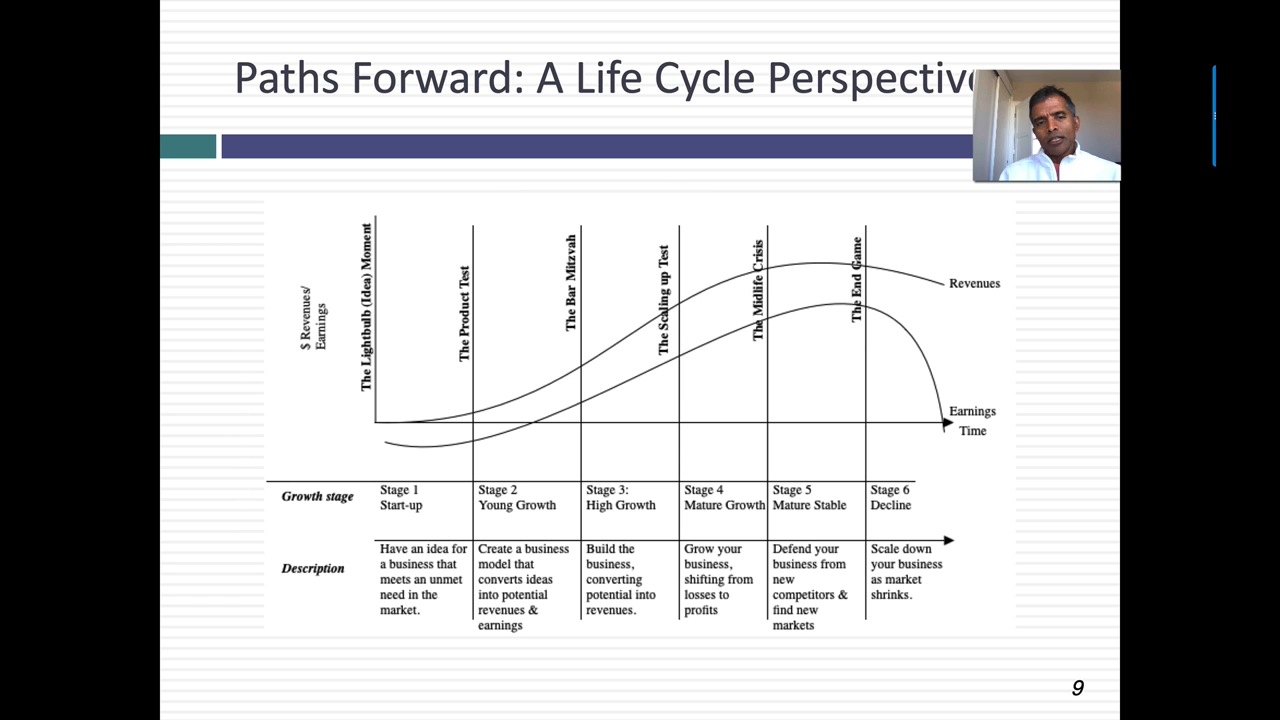 Paths Forward: A Life Cycle Perspective
$ Revenues/
Earnings
The Lightbulb (Idea) Moment
The Product Test
The Bar Mitzvah
The Scaling up Test
The Midlife Crisis
The End Game
Revenues
Earnings
Time
Growth stage
Stage 1
Start-up
Stage 2
Young Growth
Stage 3:
High Growth
Stage 4
Mature Growth
Stage 5
Mature Stable
Stage 6
Decline
Description
Have an idea for
a business that
meets an unmet
need in the
market.
Create a business
model that
converts ideas
into potential
revenues &
earnings
Build the
business,
converting
potential into
revenues.
Grow your
business,
shifting from
losses to
profits
Defend your
business from
new
competitors &
find new
markets
Scale down
your business
as market
shrinks.
9